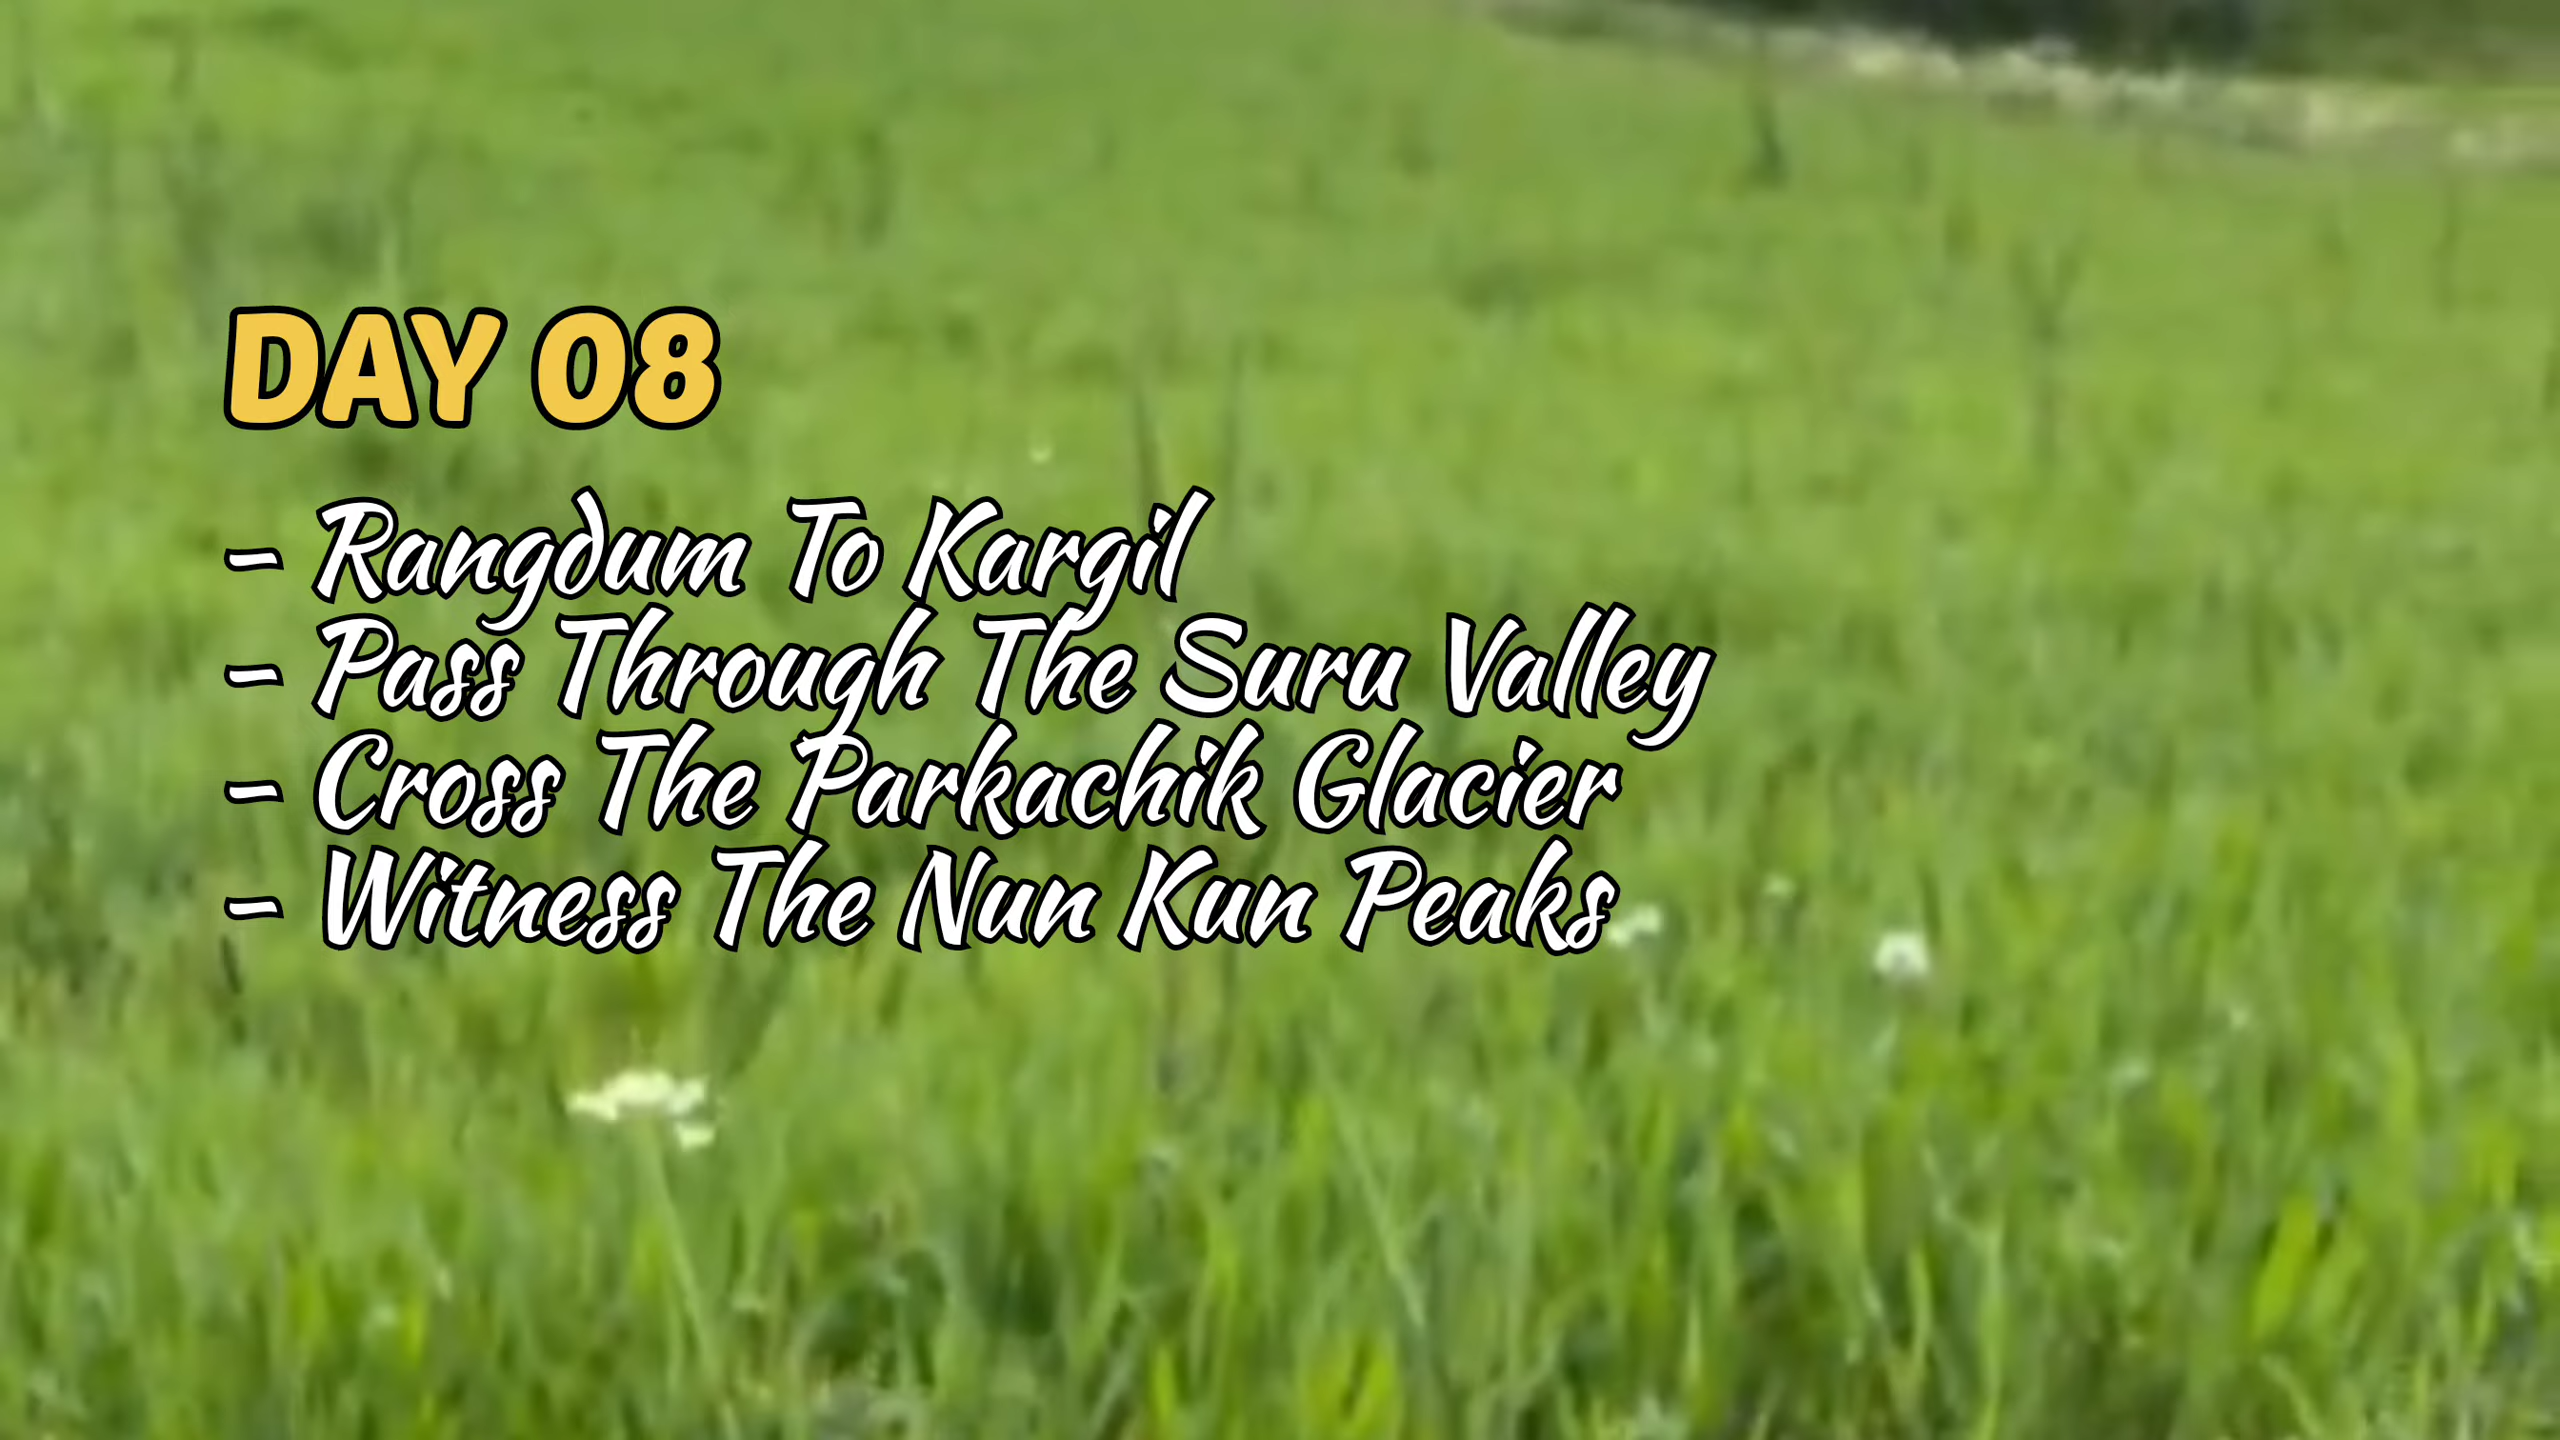 DAY 08
- Rangdum To Kargil
- Pass Through The Suru Valley
- Cross The Parkachik Glacier
- Witness The Nun Kun Peaks